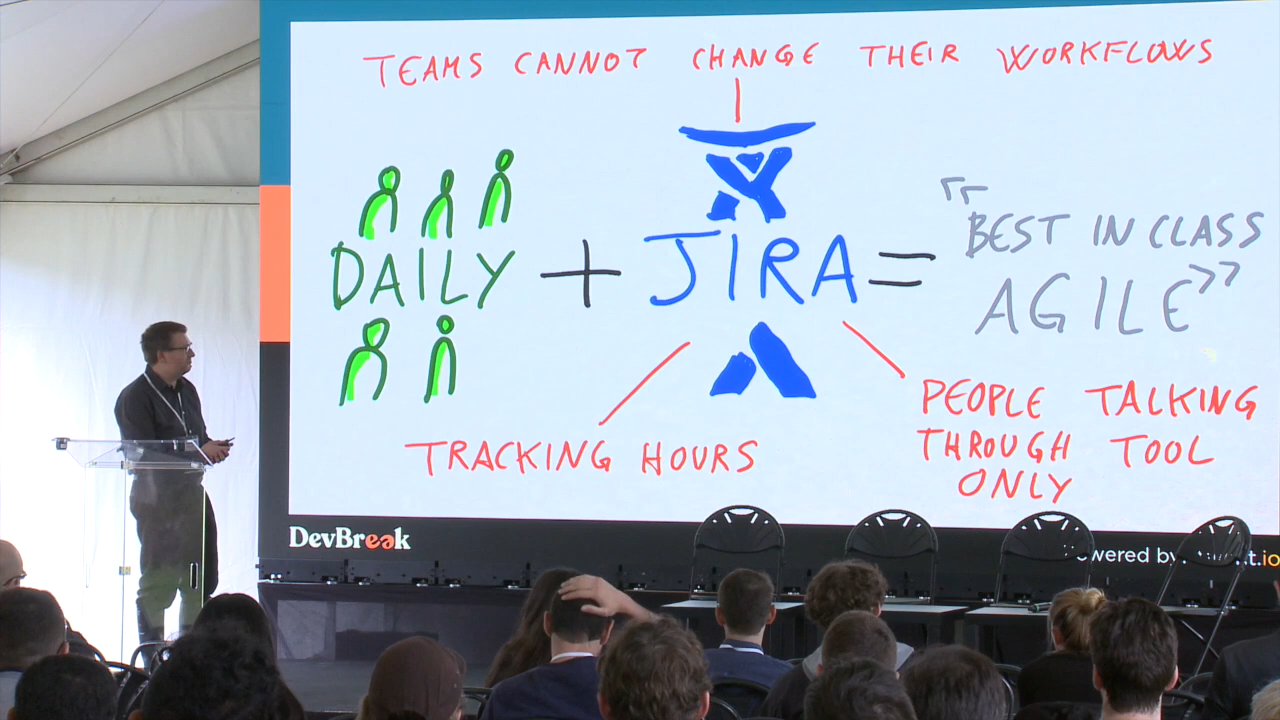 TEAMS CANNOT CHANGE THEIR WORKFLOWS
DAILY + JIRA = "BEST IN CLASS
AGILE"
TRACKING HOURS
PEOPLE TALKING
THROUGH TOOL
ONLY
DevBreak
Powered by